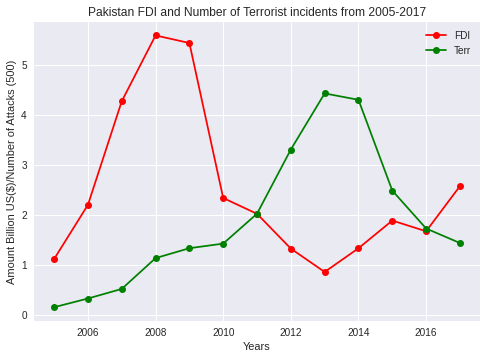 Pakistan FDI and Number of Terrorist incidents from 2005-2017
FDI
Terr
Amount Billion US($)/Number of Attacks (500)
5
4
3
2
1
0
2006 2008 2010 2012 2014 2016
Years